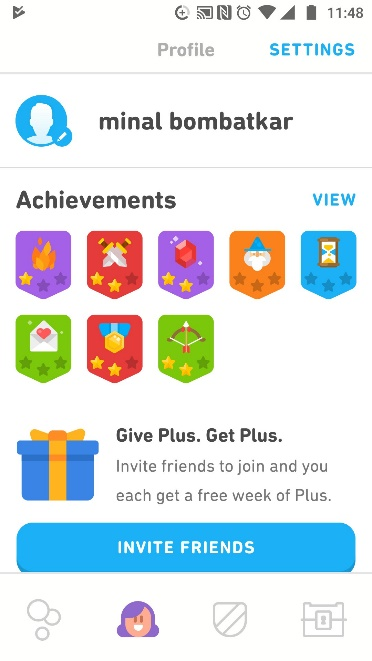 11:48
Profile
SETTINGS
minal bombatkar
Achievements
VIEW
Give Plus. Get Plus.
Invite friends to join and you
each get a free week of Plus.
INVITE FRIENDS